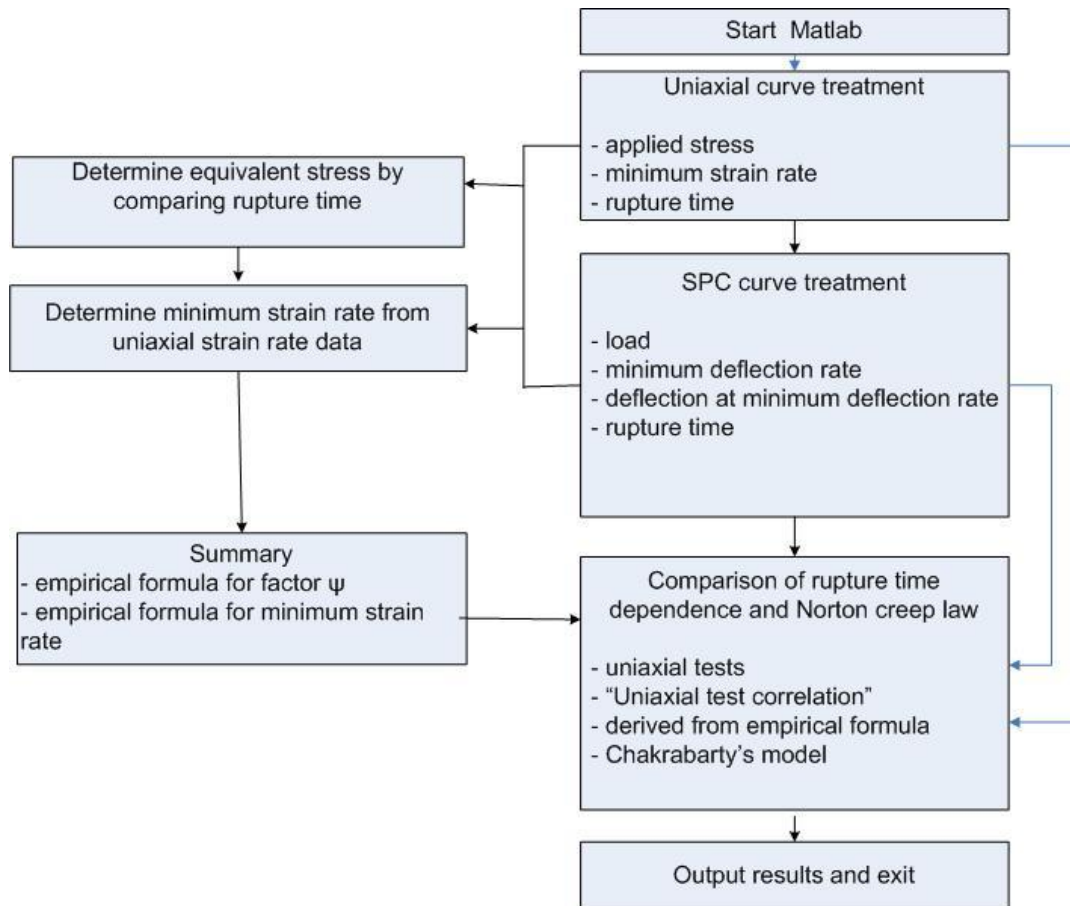 Start Matlab
Uniaxial curve treatment
- applied stress
- minimum strain rate
- rupture time
Determine equivalent stress by
comparing rupture time
Determine minimum strain rate from
uniaxial strain rate data
SPC curve treatment
- load
- minimum deflection rate
- deflection at minimum deflection rate
- rupture time
Summary
- empirical formula for factor ψ
- empirical formula for minimum strain
rate
Comparison of rupture time
dependence and Norton creep law
- uniaxial tests
- “Uniaxial test correlation”
- derived from empirical formula
- Chakrabarty’s model
Output results and exit